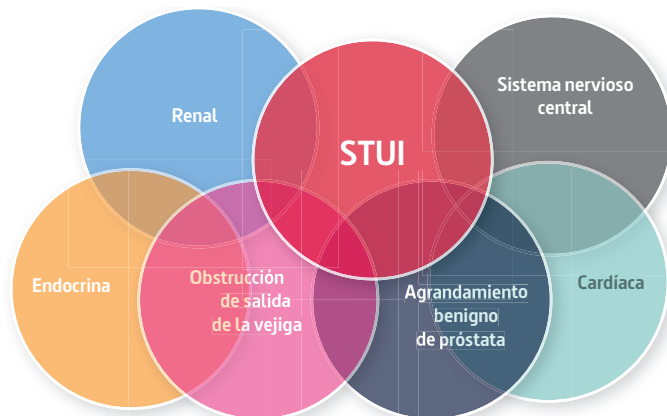 Sistema nervioso
central
Renal
STUI
Endocrina
Obstrucción
de salida
de la vejiga
Agrandamiento
benigno
de próstata
Cardíaca